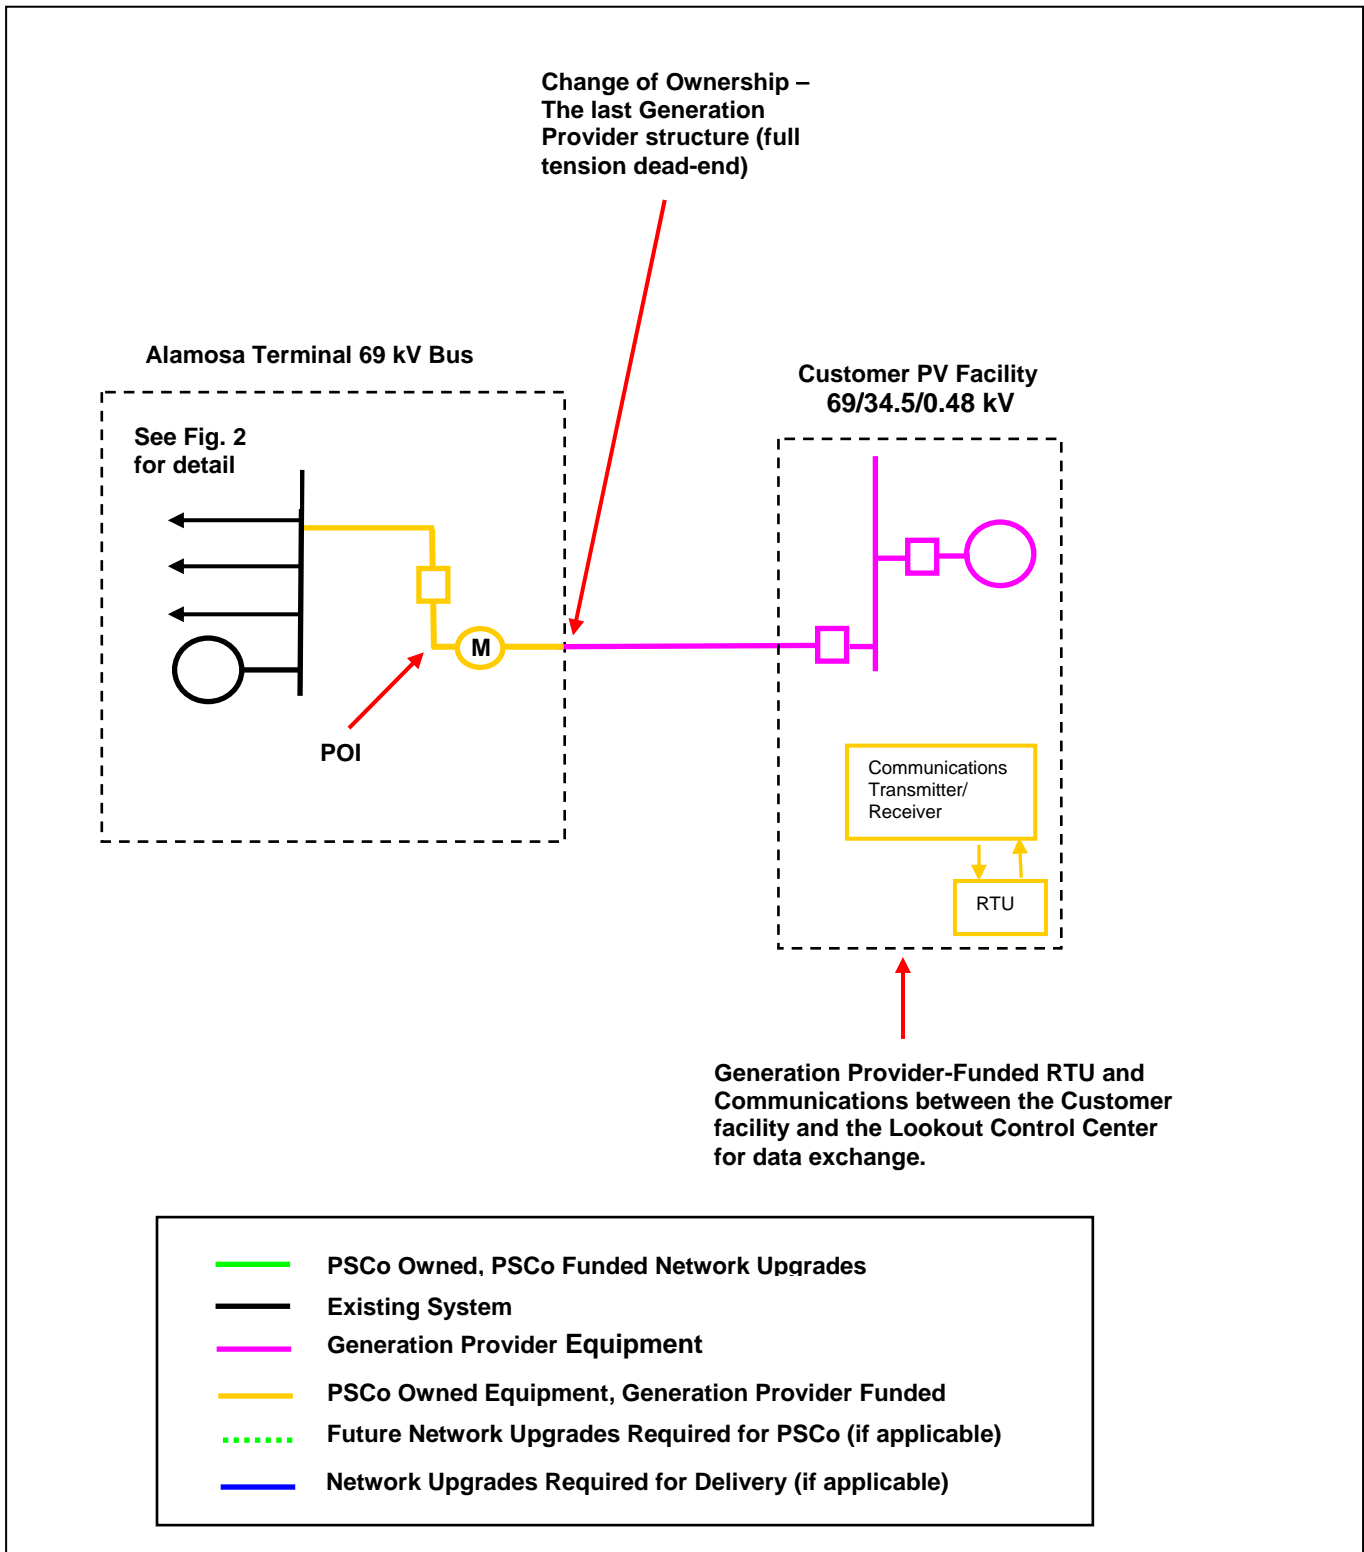 Change of Ownership –
The last Generation
Provider structure (full
tension dead-end)
Alamosa Terminal 69 kV Bus
Customer PV Facility
69/34.5/0.48 kV
See Fig. 2
for detail
M
POI
Communications
Transmitter/
Receiver
RTU
Generation Provider-Funded RTU and
Communications between the Customer
facility and the Lookout Control Center
for data exchange.
PSCo Owned, PSCo Funded Network Upgrades
Existing System
Generation Provider Equipment
PSCo Owned Equipment, Generation Provider Funded
Future Network Upgrades Required for PSCo (if applicable)
Network Upgrades Required for Delivery (if applicable)